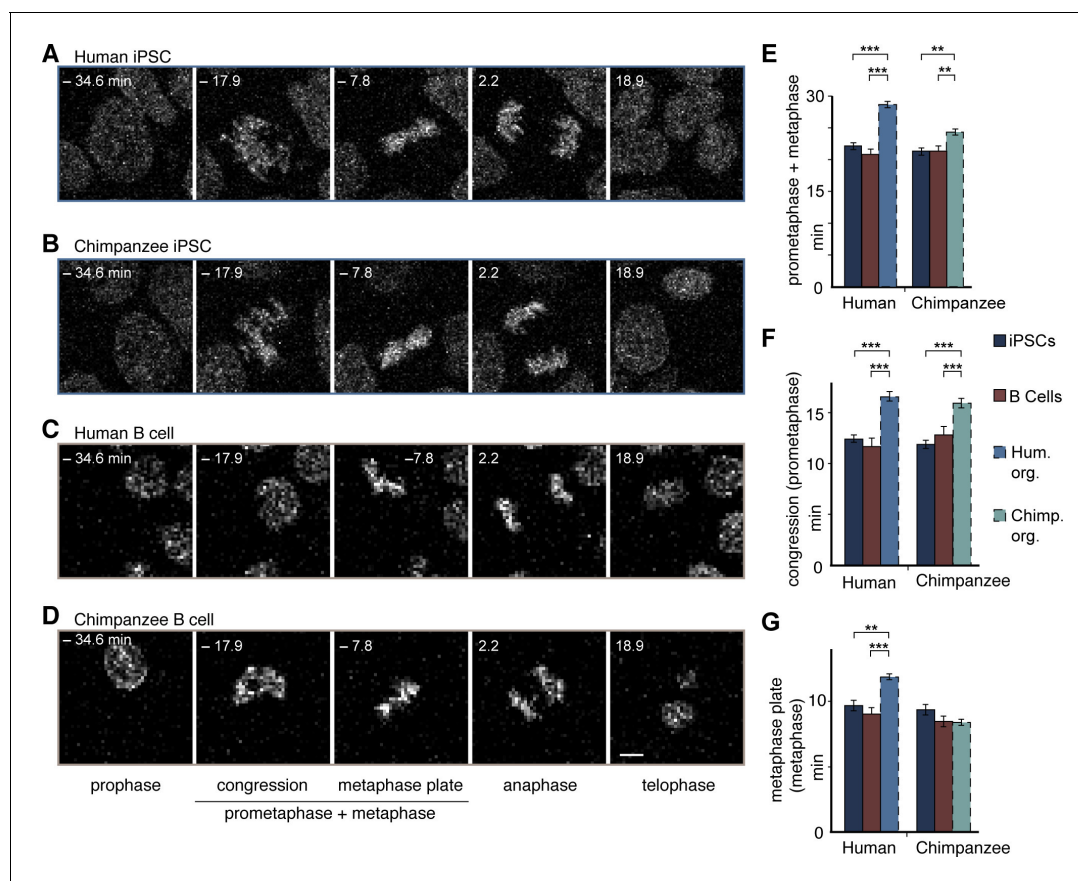 A Human iPSC
– 34.6 min – 17.9 – 7.8 2.2 18.9
B Chimpanzee iPSC
– 34.6 min – 17.9 – 7.8 2.2 18.9
C Human B cell
– 34.6 min – 17.9 –7.8 2.2 18.9
D Chimpanzee B cell
– 34.6 min – 17.9 – 7.8 2.2 18.9
prophase congression metaphase plate anaphase telophase
prometaphase + metaphase
E
*** **
*** **
prometaphase + metaphase
min
30
15
0
Human Chimpanzee
F
*** ***
*** ***
congression (prometaphase)
min
15
10
0
Human Chimpanzee
iPSCs
B Cells
Hum.
org.
Chimp.
org.
G
**
***
metaphase plate
(metaphase)
min
10
0
Human Chimpanzee